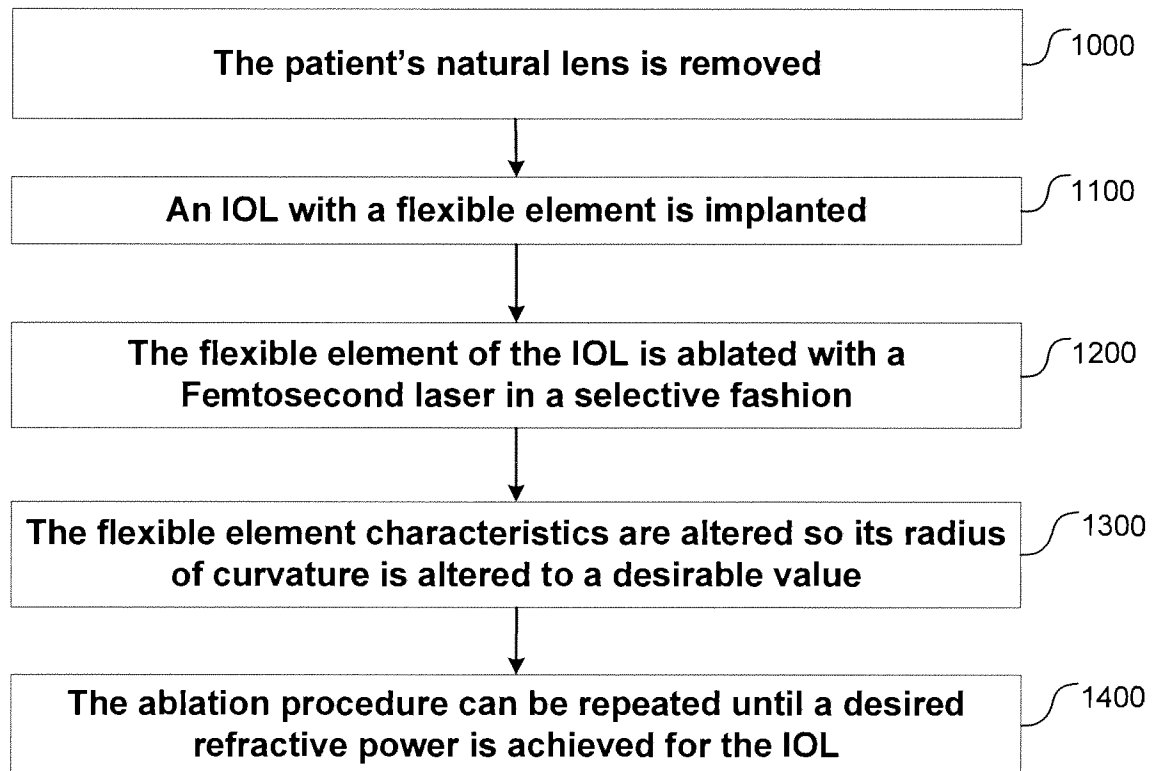 The patient's natural lens is removed
1000
An IOL with a flexible element is implanted
1100
The flexible element of the IOL is ablated with a
Femtosecond laser in a selective fashion
1200
The flexible element characteristics are altered so its radius
of curvature is altered to a desirable value
1300
The ablation procedure can be repeated until a desired
refractive power is achieved for the IOL
1400